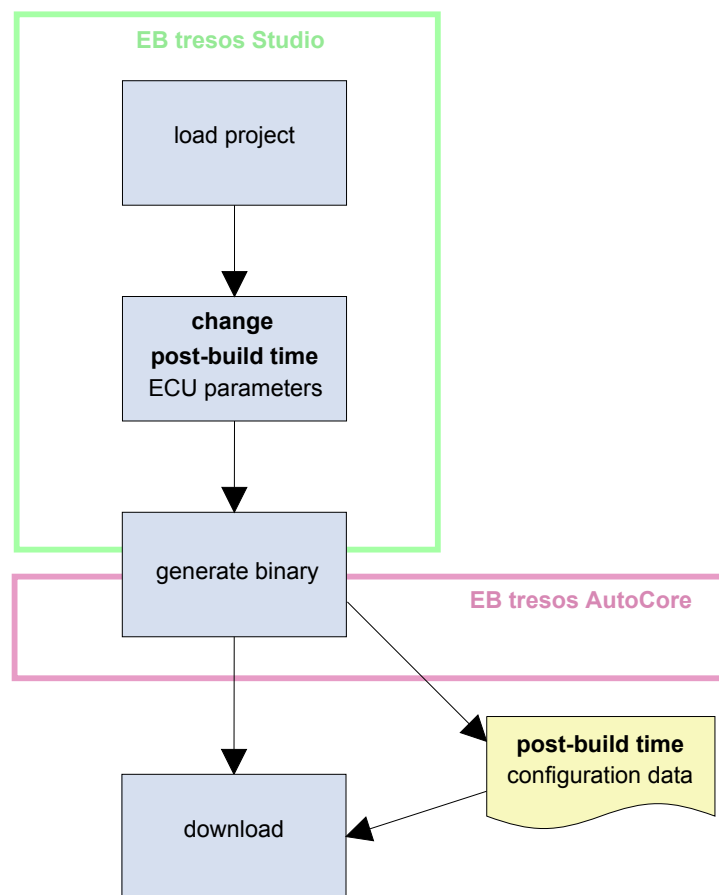 EB tresos Studio
load project
change
post-build time
ECU parameters
generate binary
EB tresos AutoCore
post-build time
configuration data
download